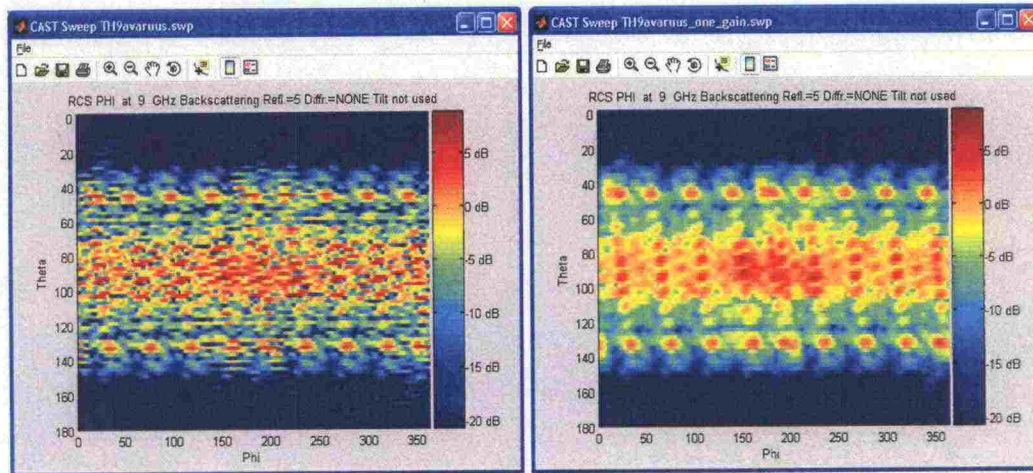 CAST Sweep TH9avaruus.swp
File
RCS PHI at 9 GHz Backscattering Refl.=5 Diffr.=NONE Tilt not used
0
20
40
60
80
100
120
140
160
180
Theta
0 50 100 150 200 250 300 350
Phi
5 dB
0 dB
-5 dB
-10 dB
-15 dB
-20 dB
CAST Sweep TH9avaruus_one_gain.swp
File
RCS PHI at 9 GHz Backscattering Refl.=5 Diffr.=NONE Tilt not used
0
20
40
60
80
100
120
140
160
180
Theta
0 50 100 150 200 250 300 350
Phi
5 dB
0 dB
-5 dB
-10 dB
-15 dB
-20 dB